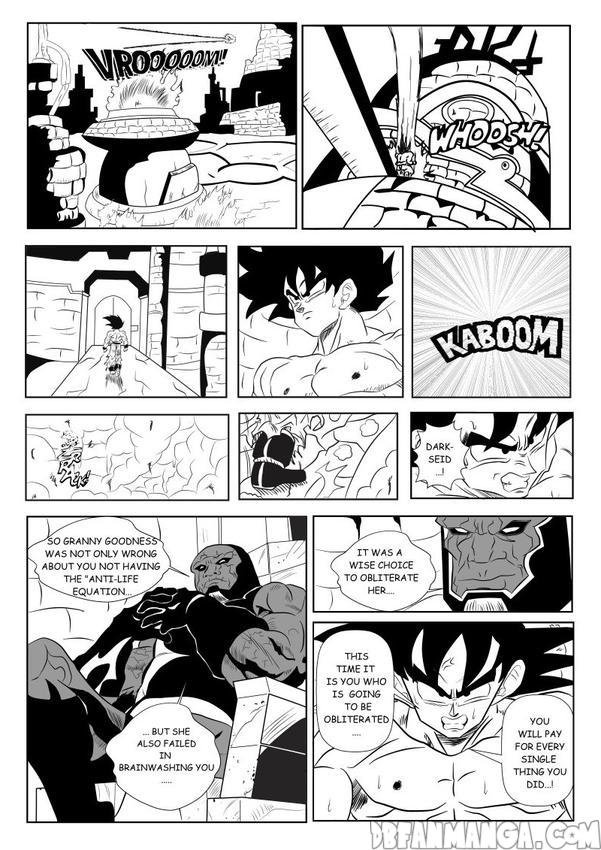 VROOOOOM!
WHOOSH!
KABOOM
DARK-
SEID
...!
SO GRANNY GOODNESS
WAS NOT ONLY WRONG
ABOUT YOU NOT HAVING
THE "ANTI-LIFE
EQUATION...
... BUT SHE
ALSO FAILED
IN
BRAINWASHING YOU
.....
IT WAS A
WISE CHOICE
TO OBLITERATE
HER....
THIS
TIME IT
IS YOU WHO
IS GOING
TO BE
OBLITERATED
....
YOU
WILL PAY
FOR EVERY
SINGLE
THING YOU
DID...!
DBFANMANGA.COM